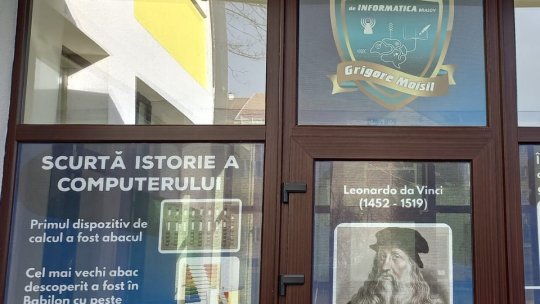 de INFORMATICA BRAȘOV
Grigore Moisil
SCURTĂ ISTORIE A
COMPUTERULUI
Primul dispozitiv de
calcul a fost abacul
Cel mai vechi abac
descoperit a fost în
Babilon cu peste
Leonardo da Vinci
(1452 - 1519)